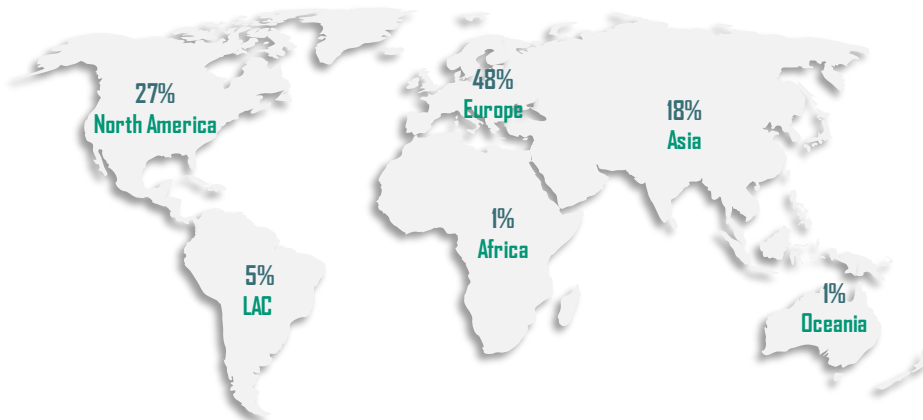 27%
North America
48%
Europe
18%
Asia
1%
Africa
5%
LAC
1%
Oceania